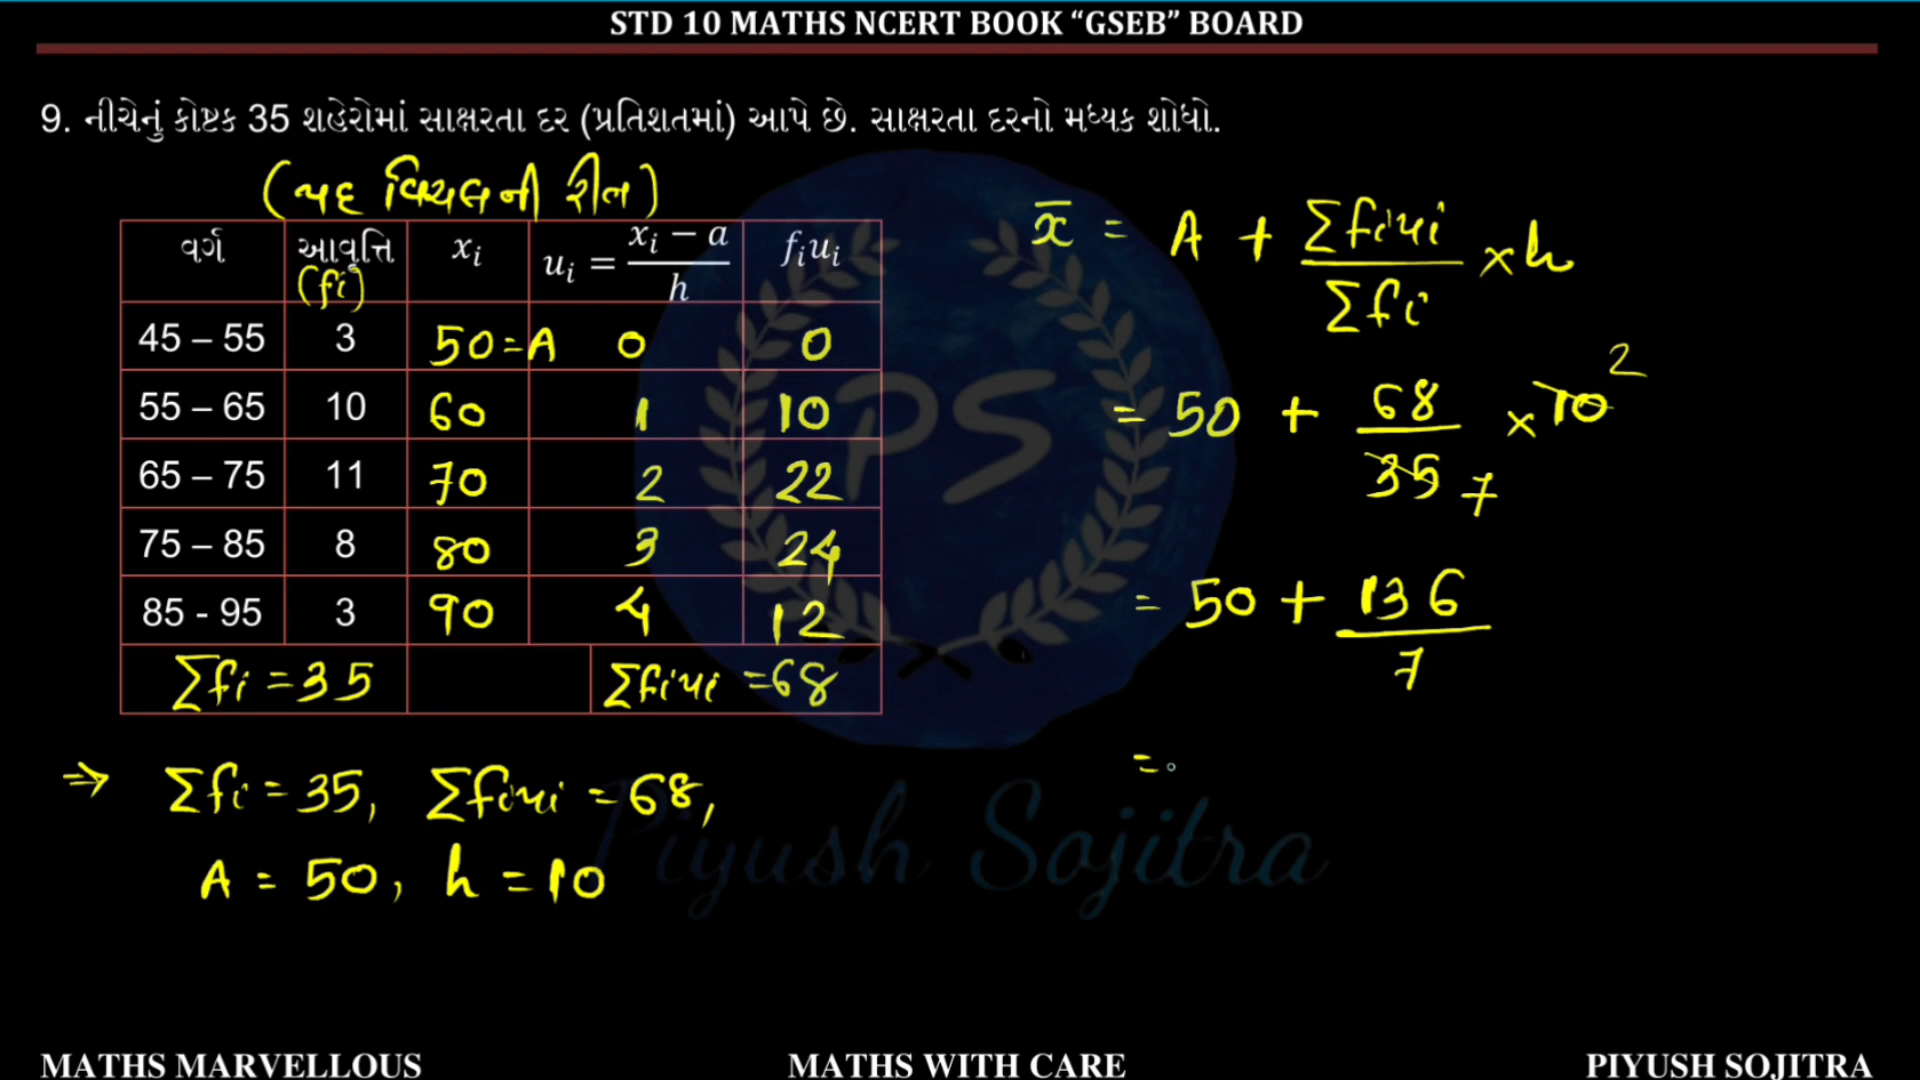 STD 10 MATHS NCERT BOOK “GSEB” BOARD
9. નીચેનું કોષ્ટક 35 શહેરોમાં સાક્ષરતા દર (પ્રતિશતમાં) આપે છે. સાક્ષરતા દરનો મધ્યક શોધો.
(પદ વિચલનની રીત)
વર્ગ આવૃત્તિ (fi) xi ui = (xi − a)/h fiui
45 – 55 3 50=A 0 0
55 – 65 10 60 1 10
65 – 75 11 70 2 22
75 – 85 8 80 3 24
85 - 95 3 90 4 12
Σfi = 35 Σfiui = 68
⇒ Σfi = 35, Σfiui = 68,
A = 50, h = 10
x̄ = A + Σfiui / Σfi × h
= 50 + 68 / 35 7 × 10 2
= 50 + 136 / 7
=
PS
Piyush Sojitra
MATHS MARVELLOUS MATHS WITH CARE PIYUSH SOJITRA